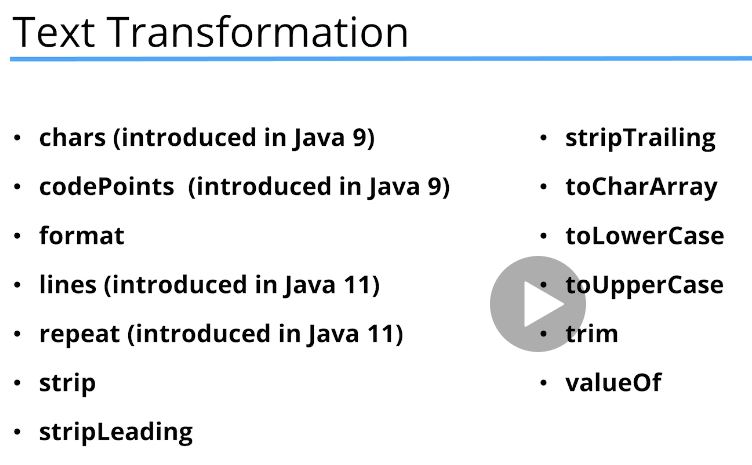 Text Transformation
• chars (introduced in Java 9)
• codePoints (introduced in Java 9)
• format
• lines (introduced in Java 11)
• repeat (introduced in Java 11)
• strip
• stripLeading
• stripTrailing
• toCharArray
• toLowerCase
• toUpperCase
• trim
• valueOf